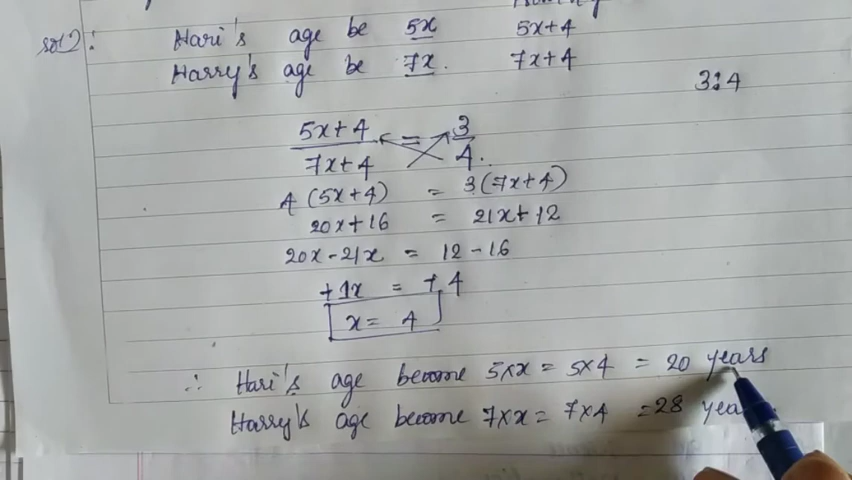 sol2): Hari's age be 5x 5x+4
Harry's age be 7x. 7x+4
3:4
5x+4 / 7x+4 = 3 / 4.
4 (5x+4) = 3(7x+4)
20x+16 = 21x+12
20x-21x = 12-16
+1x = +4
x = 4
∴ Hari's age become 5×x = 5×4 = 20 years
Harry's age become 7×x = 7×4 = 28